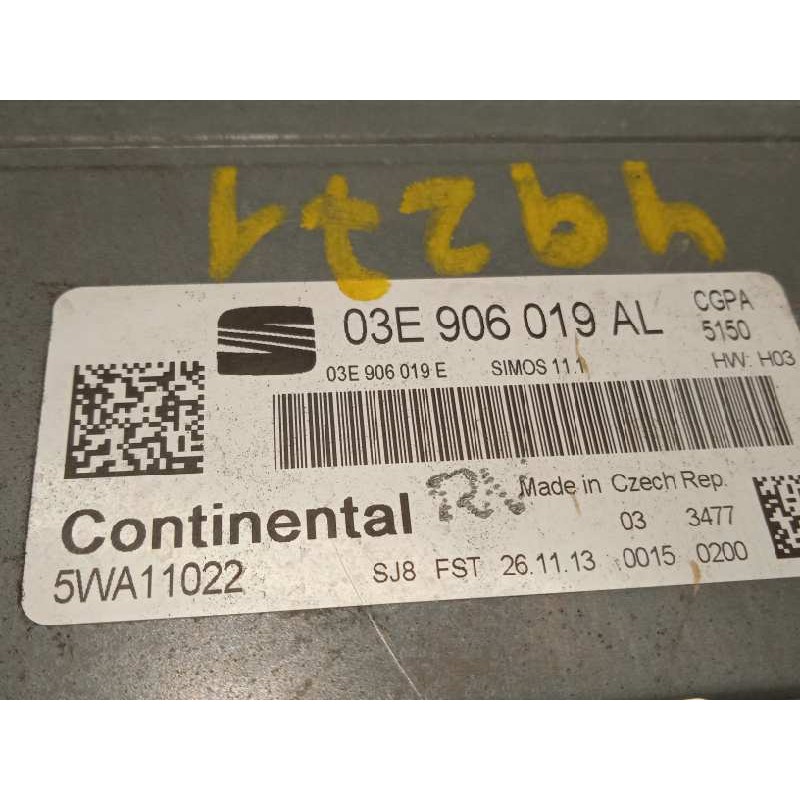 03E 906 019 AL
CGPA
5150
03E 906 019 E SIMOS 11.1 HW: H03
Made in Czech Rep.
Continental 03 3477
5WA11022 SJ8 FST 26.11.13 0015 0200